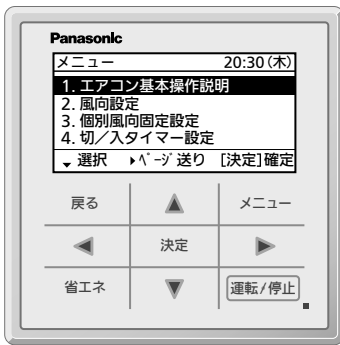 Panasonic
メニュー 20:30(木)
1. エアコン基本操作説明
2. 風向設定
3. 個別風向固定設定
4. 切／入タイマー設定
選択 ﾍﾟｰｼﾞ送り [決定]確定
戻る メニュー
決定
省エネ 運転/停止